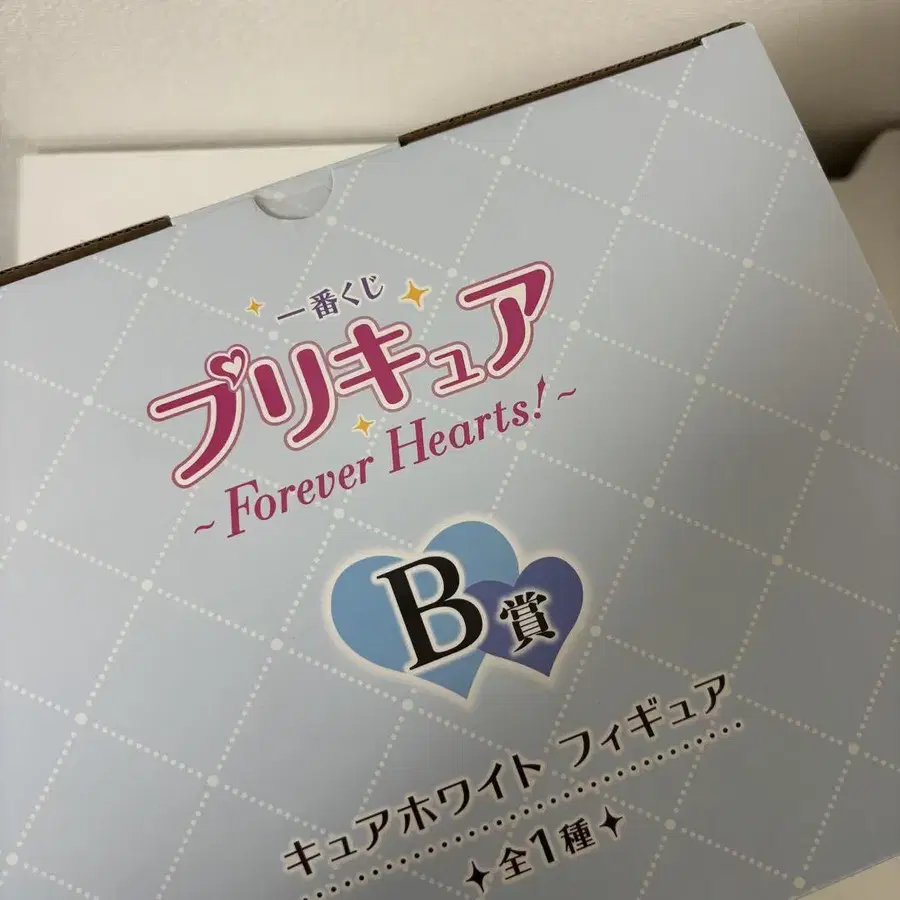 一番くじ
プリキュア
~Forever Hearts!~
B賞
キュアホワイト フィギュア
全1種